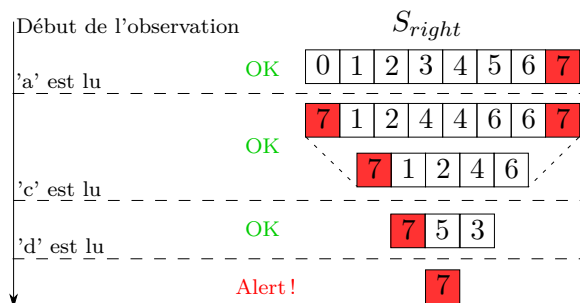 Début de l'observation S_right
OK 0 1 2 3 4 5 6 7
'a' est lu
7 1 2 4 4 6 6 7
OK
7 1 2 4 6
'c' est lu
OK 7 5 3
'd' est lu
Alert ! 7